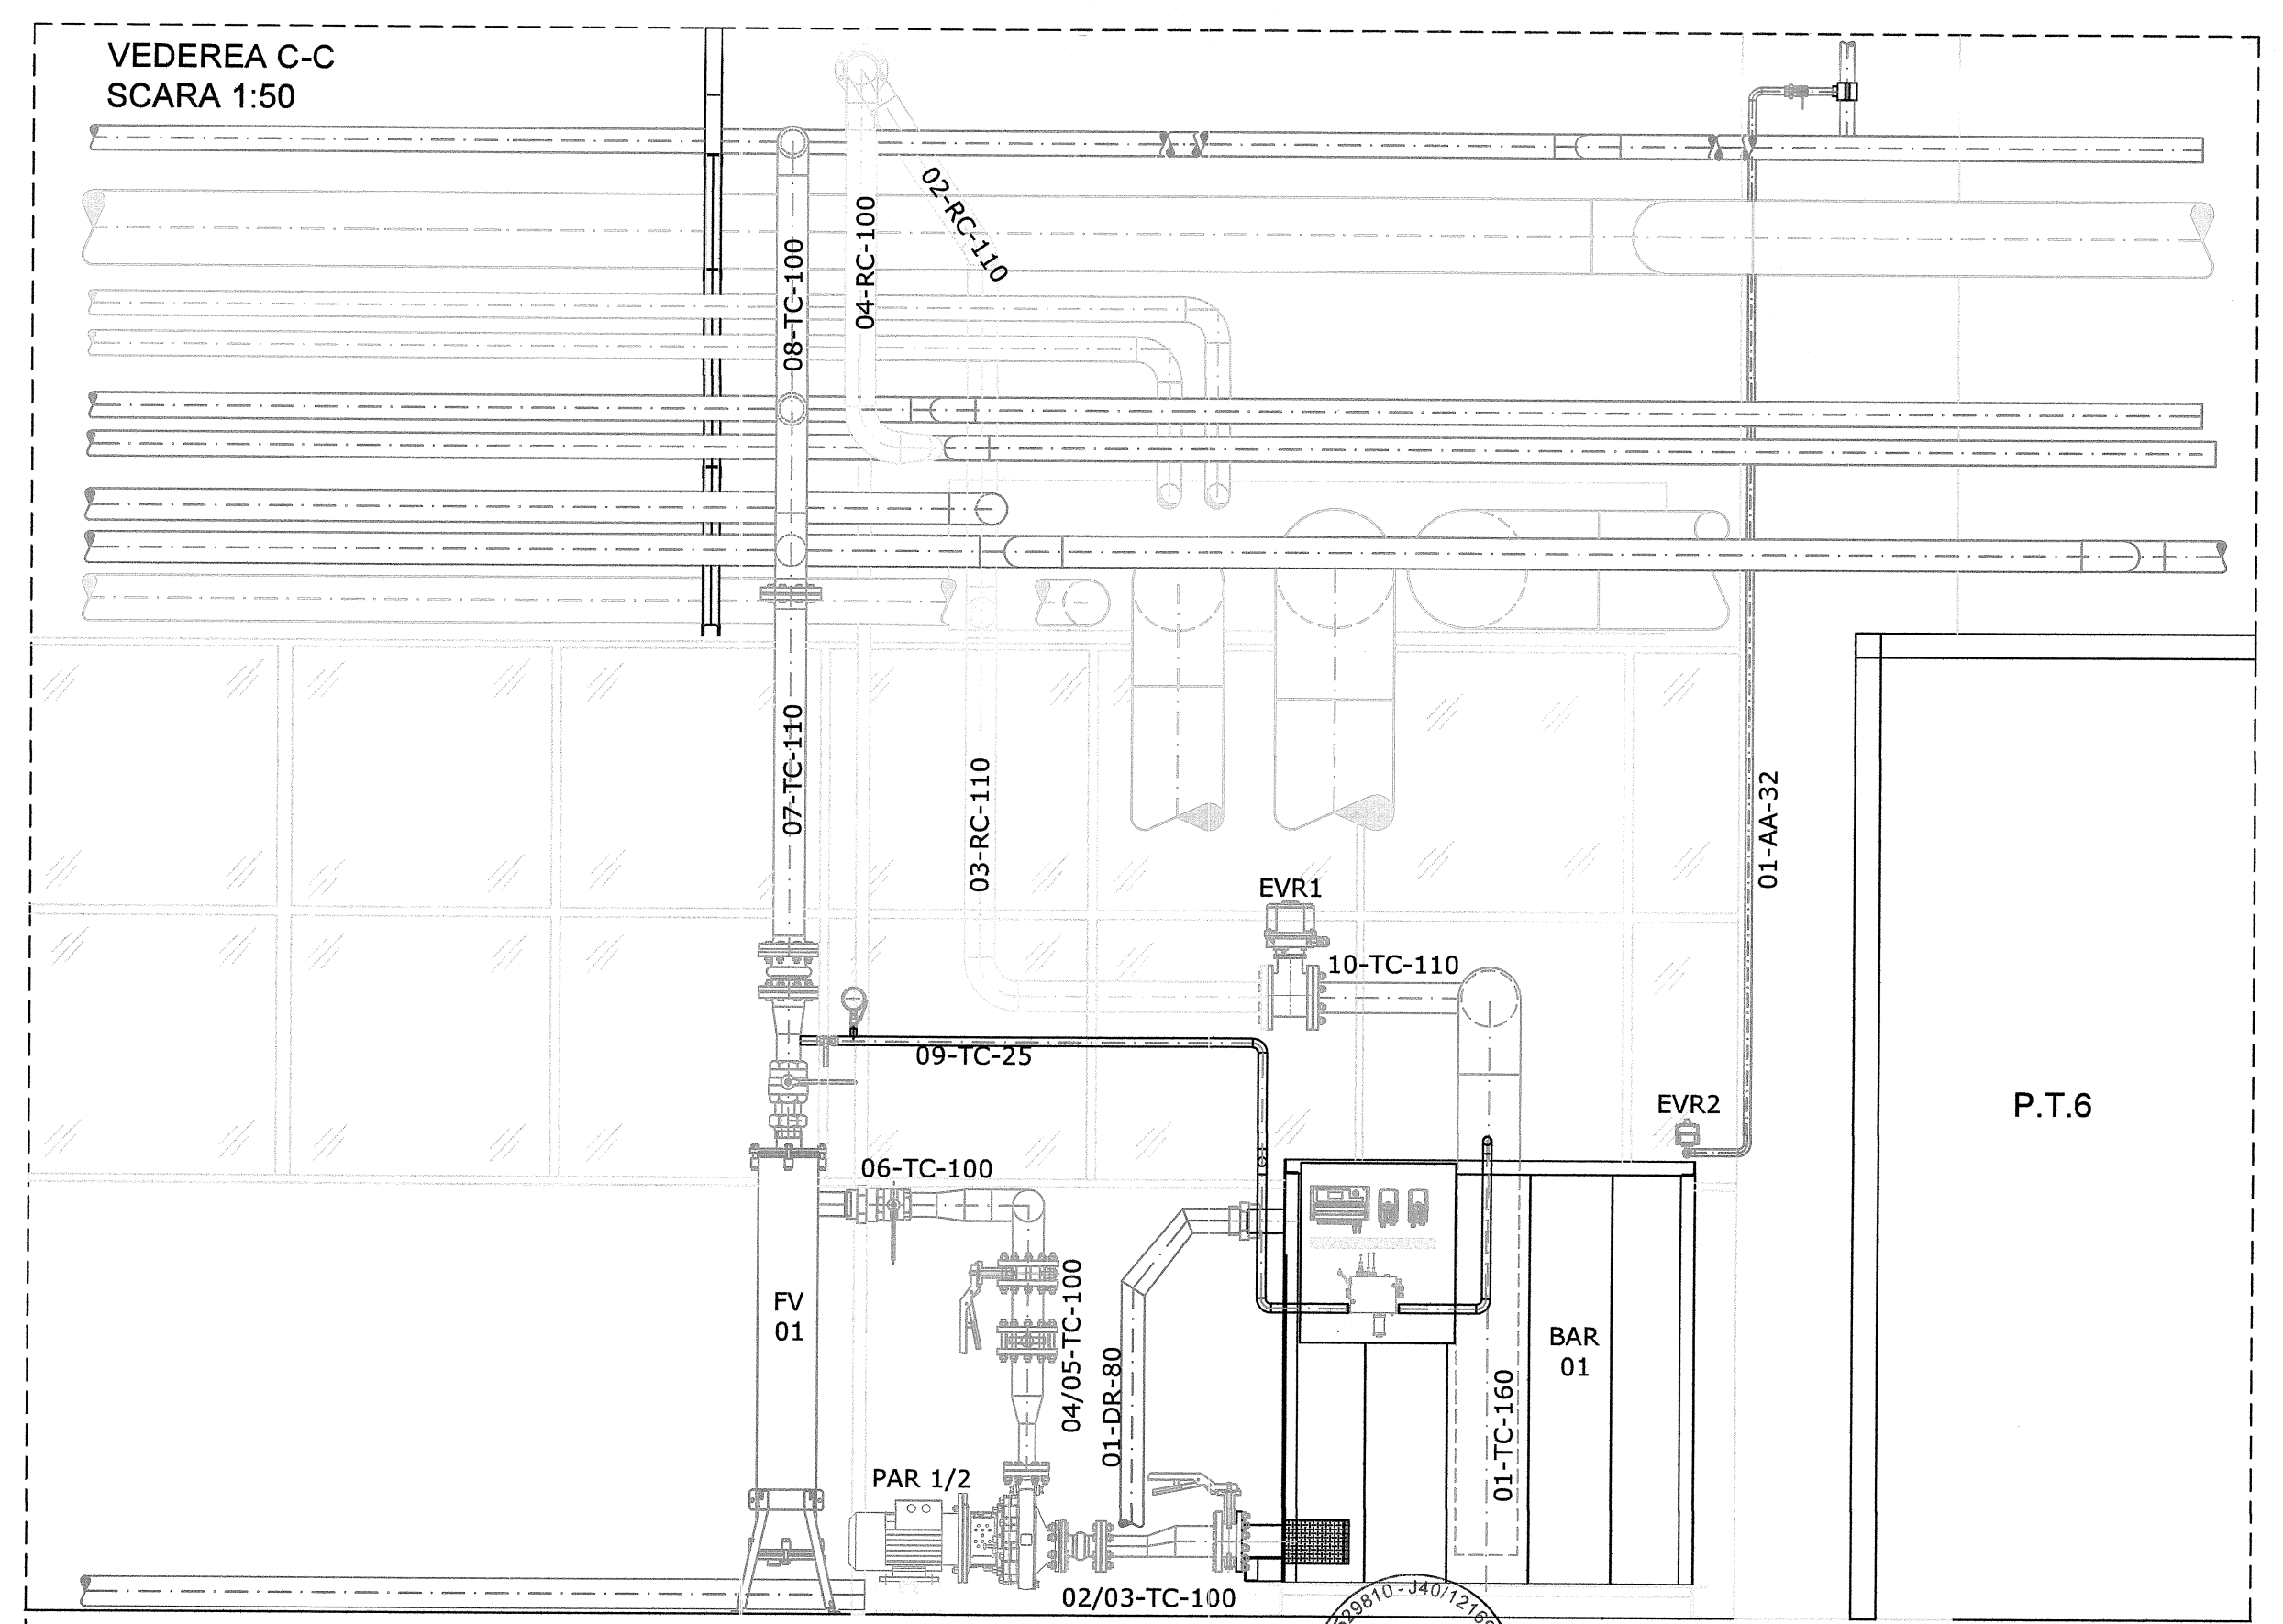 VEDEREA C-C
SCARA 1:50
02-RC-110
04-RC-100
08-TC-100
07-TC-110
03-RC-110
01-AA-32
EVR1
10-TC-110
09-TC-25
EVR2
P.T.6
06-TC-100
FV
01
04/05-TC-100
01-DR-80
BAR
01
01-TC-160
PAR 1/2
02/03-TC-100